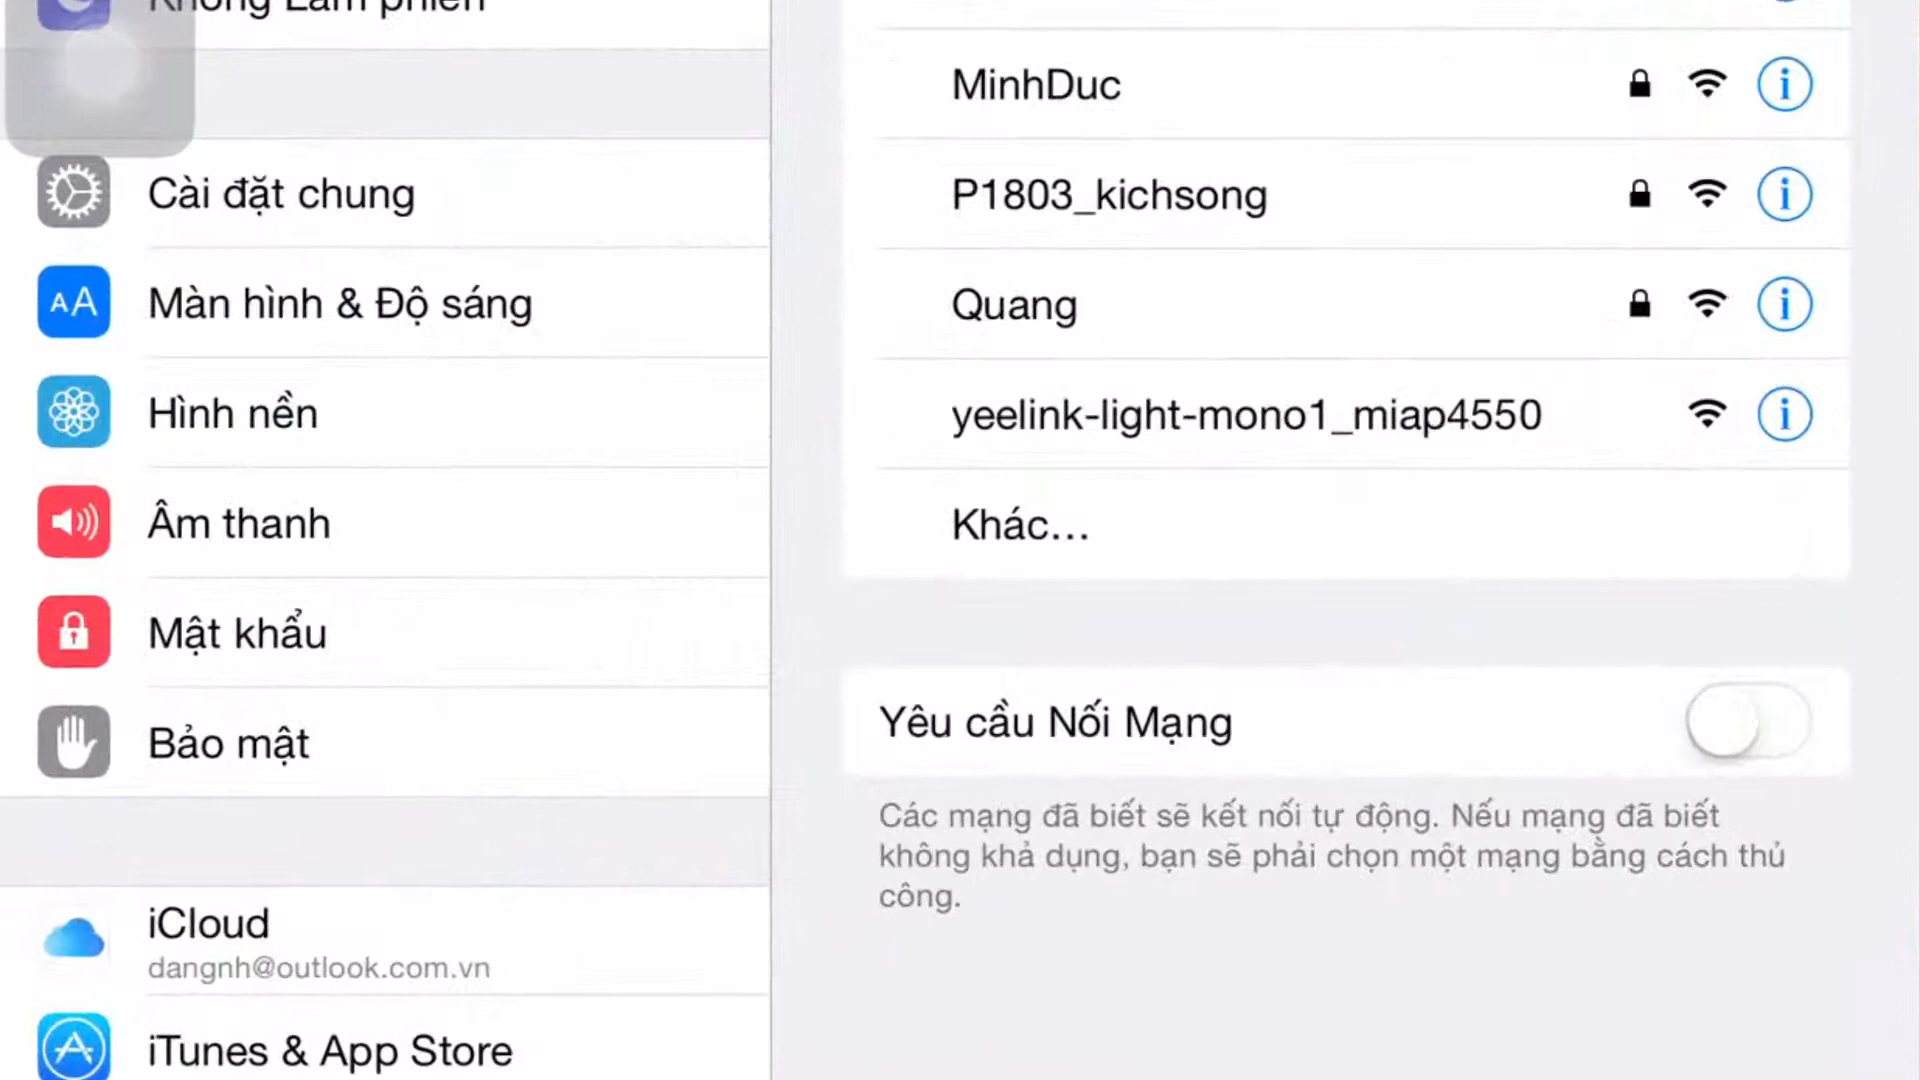 Không Làm phiền
Cài đặt chung
Màn hình & Độ sáng
Hình nền
Âm thanh
Mật khẩu
Bảo mật
iCloud
dangnh@outlook.com.vn
iTunes & App Store
MinhDuc
P1803_kichsong
Quang
yeelink-light-mono1_miap4550
Khác...
Yêu cầu Nối Mạng
Các mạng đã biết sẽ kết nối tự động. Nếu mạng đã biết
không khả dụng, bạn sẽ phải chọn một mạng bằng cách thủ
công.